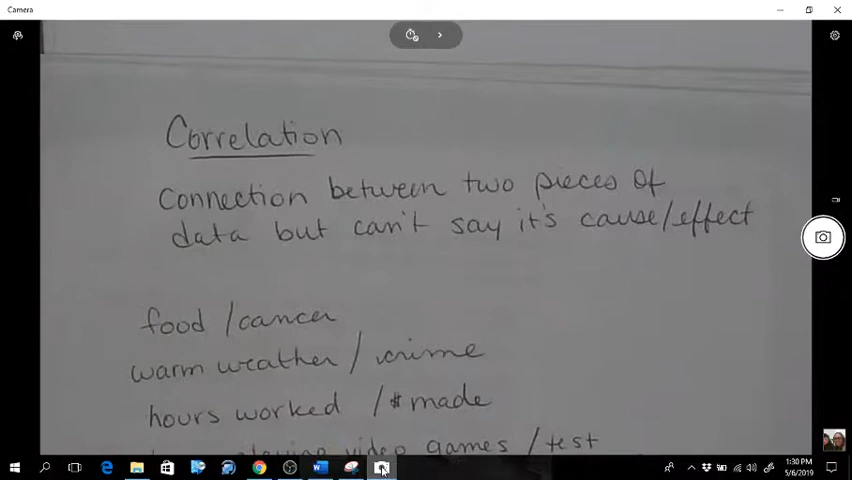 Camera
Correlation
Connection between two pieces of
data but can't say it's cause/effect
food / cancer
warm weather / crime
hours worked / $ made
playing video games / test
1:30 PM
5/6/2019